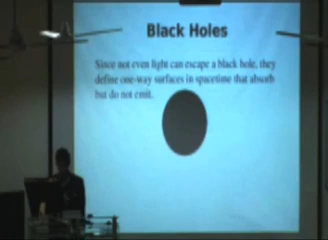 Black Holes
Since not even light can escape a black hole, they
define one-way surfaces in spacetime that absorb
but do not emit.